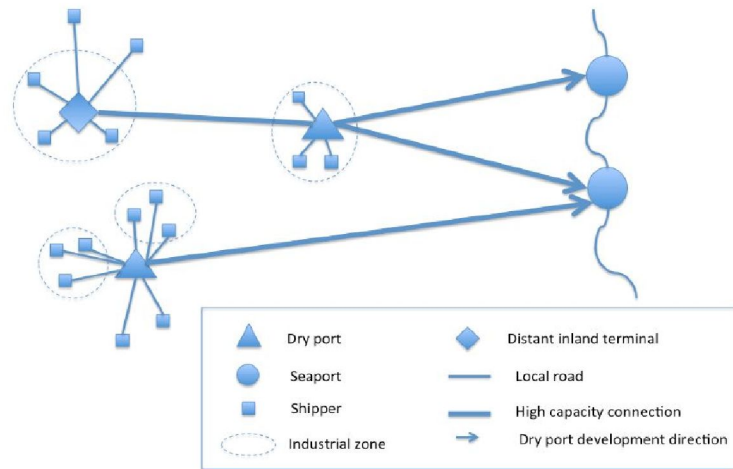 Dry port
Distant inland terminal
Seaport
Local road
Shipper
High capacity connection
Industrial zone
Dry port development direction